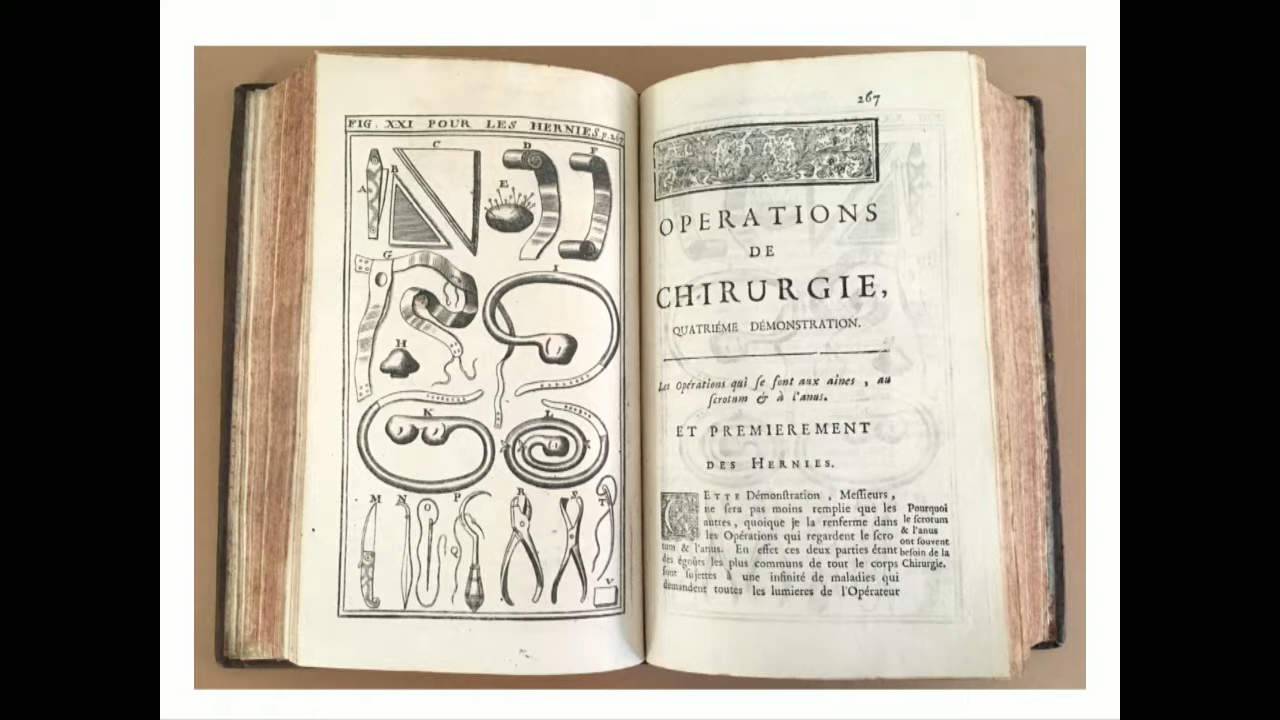 FIG. XXI POUR LES HERNIES. p. 267
C
D
F
B
A
E
G
I
H
K
L
M
N
O
P
R
S
T
Q
V
267
OPERATIONS
DE
CHIRURGIE,
QUATRIÉME DÉMONSTRATION.
Les Opérations qui se font aux aînes, au
scrotum & à l'anus.
ET PREMIEREMENT
DES HERNIES.
CETTE Démonſtration, Meſſieurs,
ne ſera pas moins remplie que les
autres, quoique je la renferme dans
les Opérations qui regardent le ſcro
tum & l'anus. En effet ces deux parties étant
des égoûts les plus communs de tout le corps
ſont ſujettes à une infinité de maladies qui
demandent toutes les lumieres de l'Opérateur
Pourquoi
le ſcrotum
& l'anus
ont ſouvent
beſoin de la
Chirurgie.